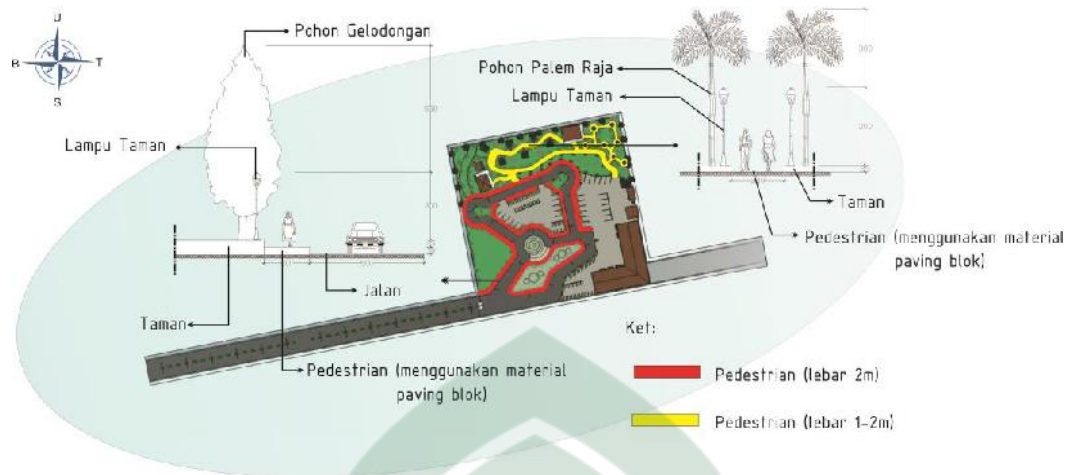 U
B
T
S
Pohon Gelodongan
Lampu Taman
Taman
Jalan
Pedestrian (menggunakan material
paving blok)
Pohon Palem Raja
Lampu Taman
Taman
Pedestrian (menggunakan material
paving blok)
Ket:
Pedestrian (lebar 2m)
Pedestrian (lebar 1-2m)